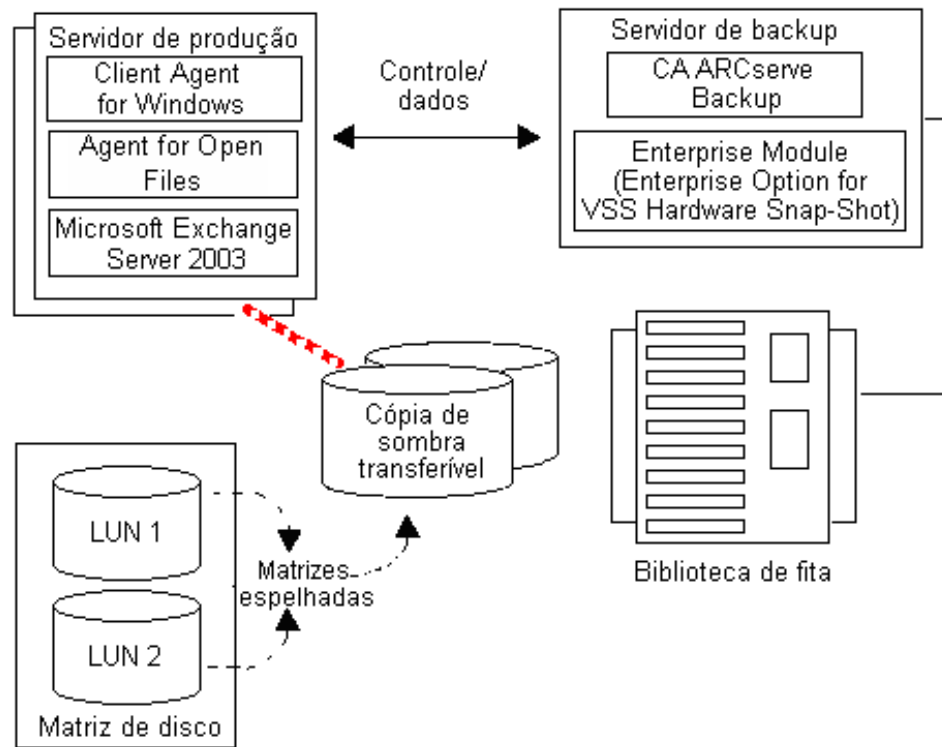 Servidor de produção
Client Agent
for Windows
Agent for Open
Files
Microsoft Exchange
Server 2003
Controle/
dados
Servidor de backup
CA ARCserve
Backup
Enterprise Module
(Enterprise Option for
VSS Hardware Snap-Shot)
Cópia de
sombra
transferível
LUN 1
LUN 2
Matrizes
espelhadas
Matriz de disco
Biblioteca de fita